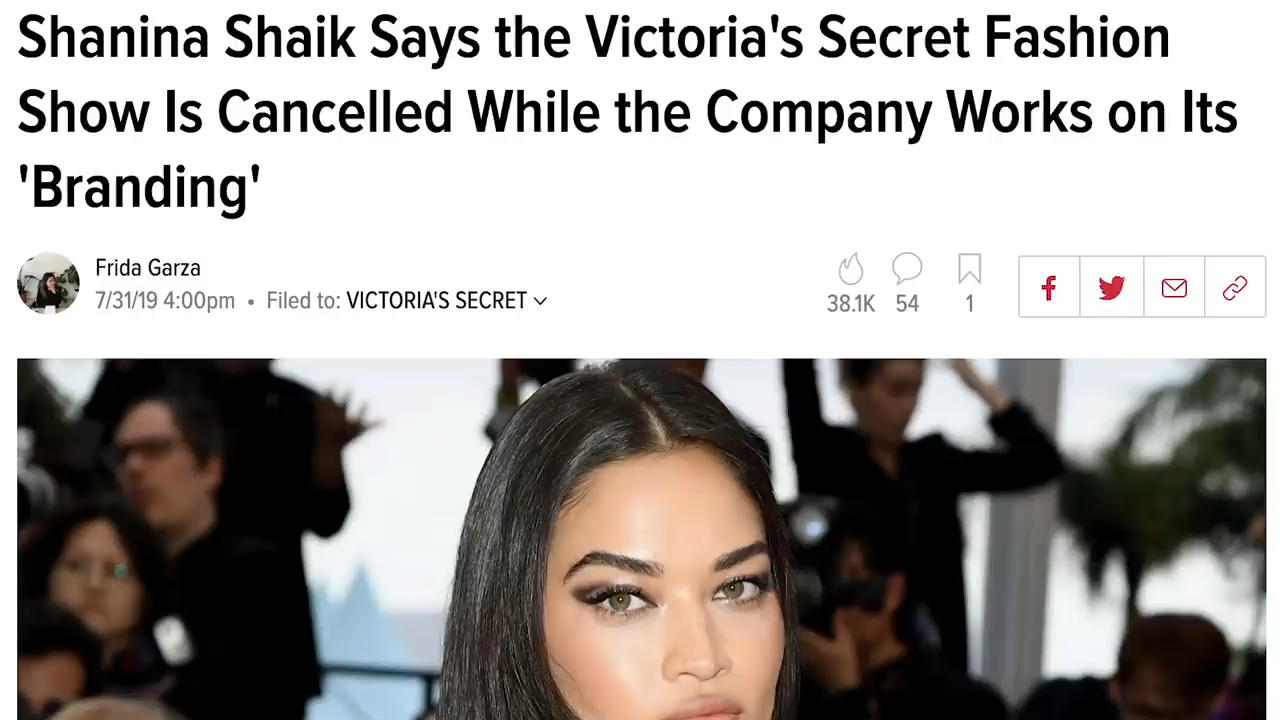 Shanina Shaik Says the Victoria's Secret Fashion
Show Is Cancelled While the Company Works on Its
'Branding'
Frida Garza
7/31/19 4:00pm • Filed to: VICTORIA'S SECRET
38.1K 54 1